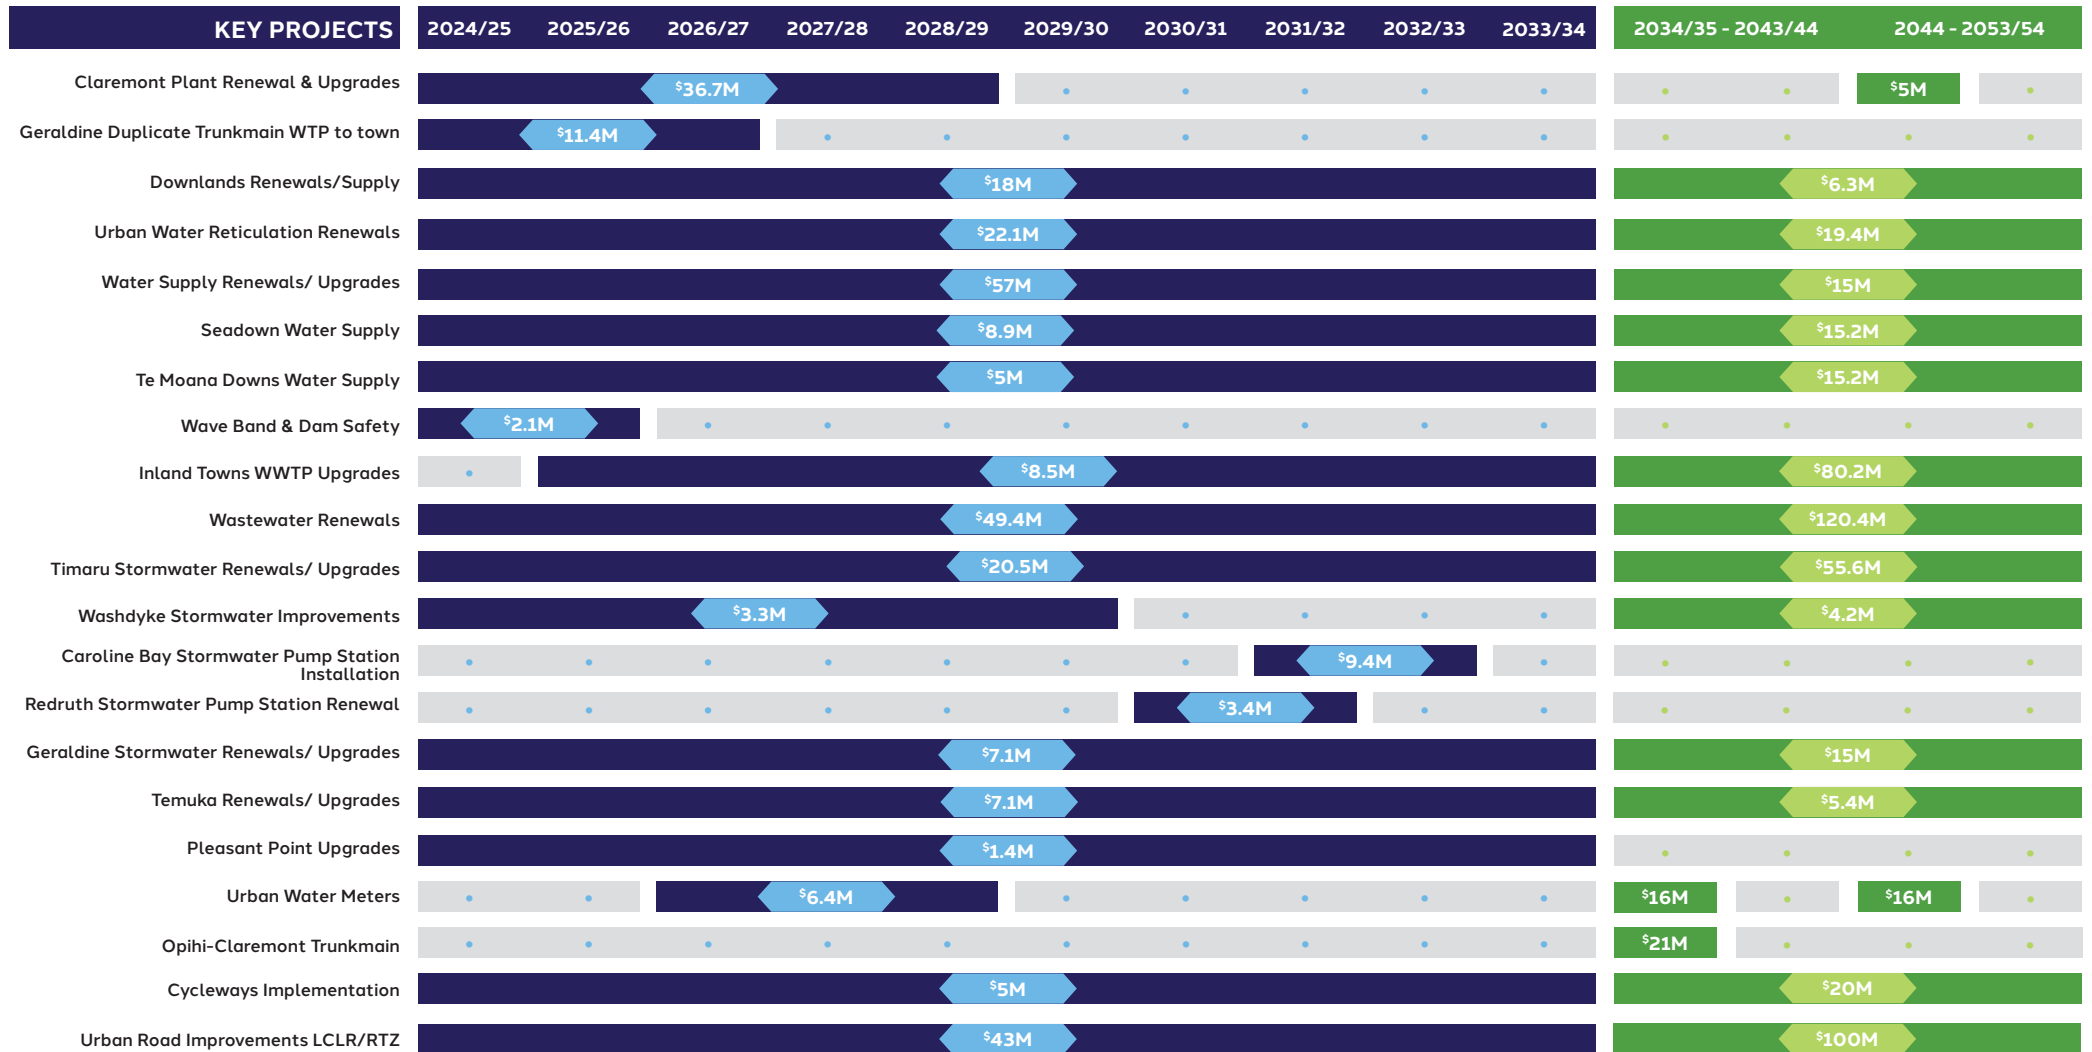 KEY PROJECTS 2024/25 2025/26 2026/27 2027/28 2028/29 2029/30 2030/31 2031/32 2032/33 2033/34 2034/35 - 2043/44 2044 - 2053/54
Claremont Plant Renewal & Upgrades $36.7M $5M
Geraldine Duplicate Trunkmain WTP to town $11.4M
Downlands Renewals/Supply $18M $6.3M
Urban Water Reticulation Renewals $22.1M $19.4M
Water Supply Renewals/ Upgrades $57M $15M
Seadown Water Supply $8.9M $15.2M
Te Moana Downs Water Supply $5M $15.2M
Wave Band & Dam Safety $2.1M
Inland Towns WWTP Upgrades $8.5M $80.2M
Wastewater Renewals $49.4M $120.4M
Timaru Stormwater Renewals/ Upgrades $20.5M $55.6M
Washdyke Stormwater Improvements $3.3M $4.2M
Caroline Bay Stormwater Pump Station
Installation $9.4M
Redruth Stormwater Pump Station Renewal $3.4M
Geraldine Stormwater Renewals/ Upgrades $7.1M $15M
Temuka Renewals/ Upgrades $7.1M $5.4M
Pleasant Point Upgrades $1.4M
Urban Water Meters $6.4M $16M $16M
Opihi-Claremont Trunkmain $21M
Cycleways Implementation $5M $20M
Urban Road Improvements LCLR/RTZ $43M $100M